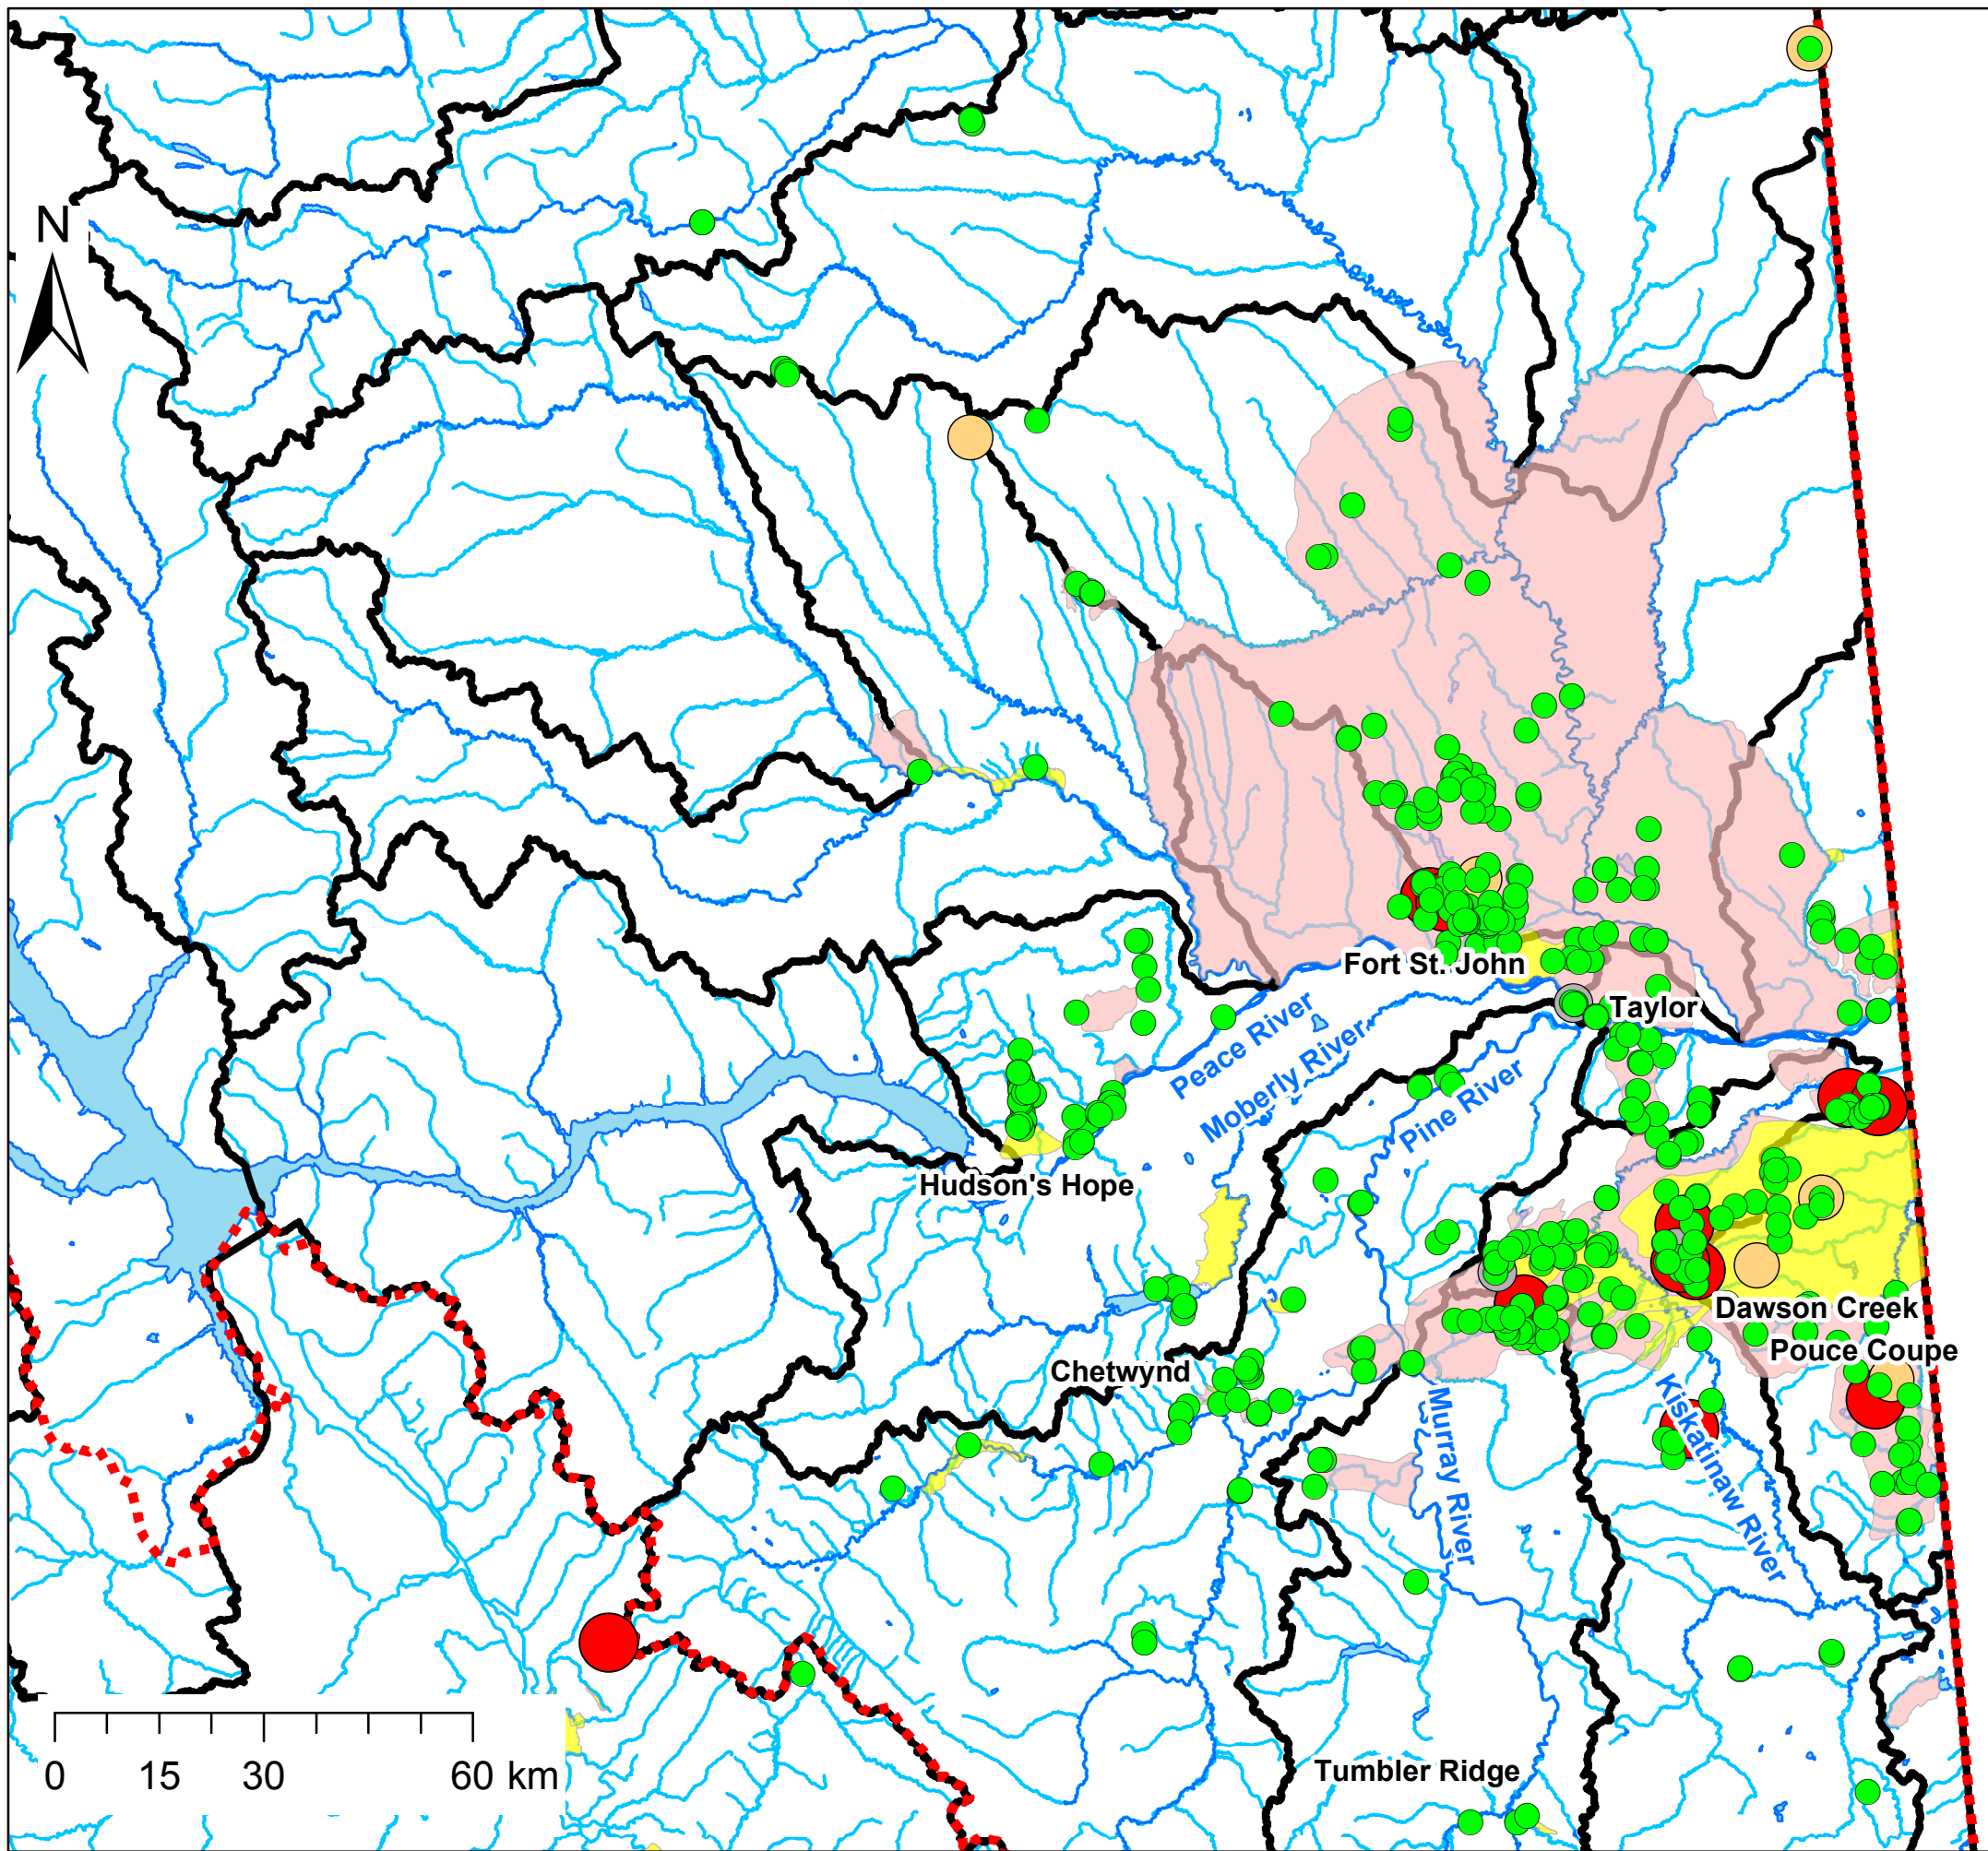 N
Fort St. John
Taylor
Peace River
Moberly River
Pine River
Hudson's Hope
Dawson Creek
Pouce Coupe
Chetwynd
Murray River
Kiskatinaw River
Tumbler Ridge
0 15 30 60 km